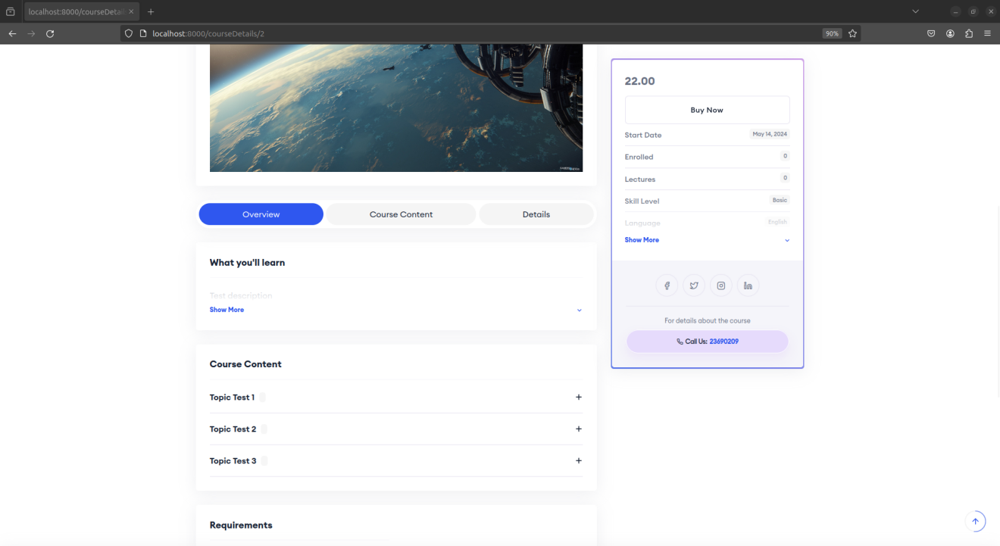 localhost:8000/courseDetail
localhost:8000/courseDetails/2
90%
22.00
Buy Now
Start Date May 14, 2024
Enrolled 0
Lectures 0
Skill Level Basic
Language English
Show More
For details about the course
Call Us: 23690209
Overview Course Content Details
What you'll learn
Test description
Show More
Course Content
Topic Test 1
Topic Test 2
Topic Test 3
Requirements